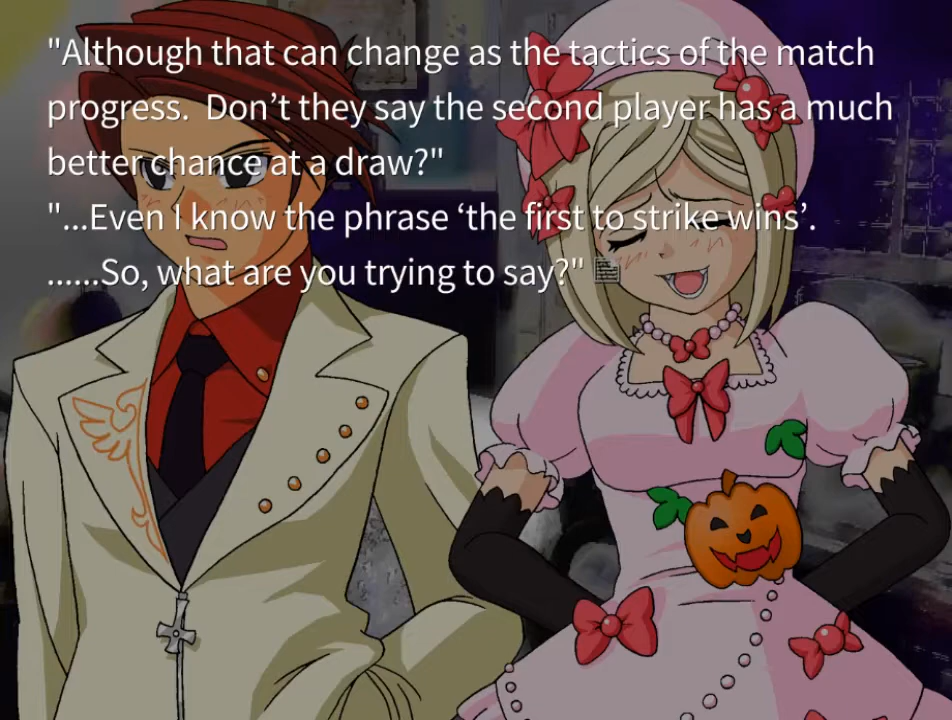 "Although that can change as the tactics of the match
progress.  Don’t they say the second player has a much
better chance at a draw?"
"...Even I know the phrase ‘the first to strike wins’.
......So, what are you trying to say?"